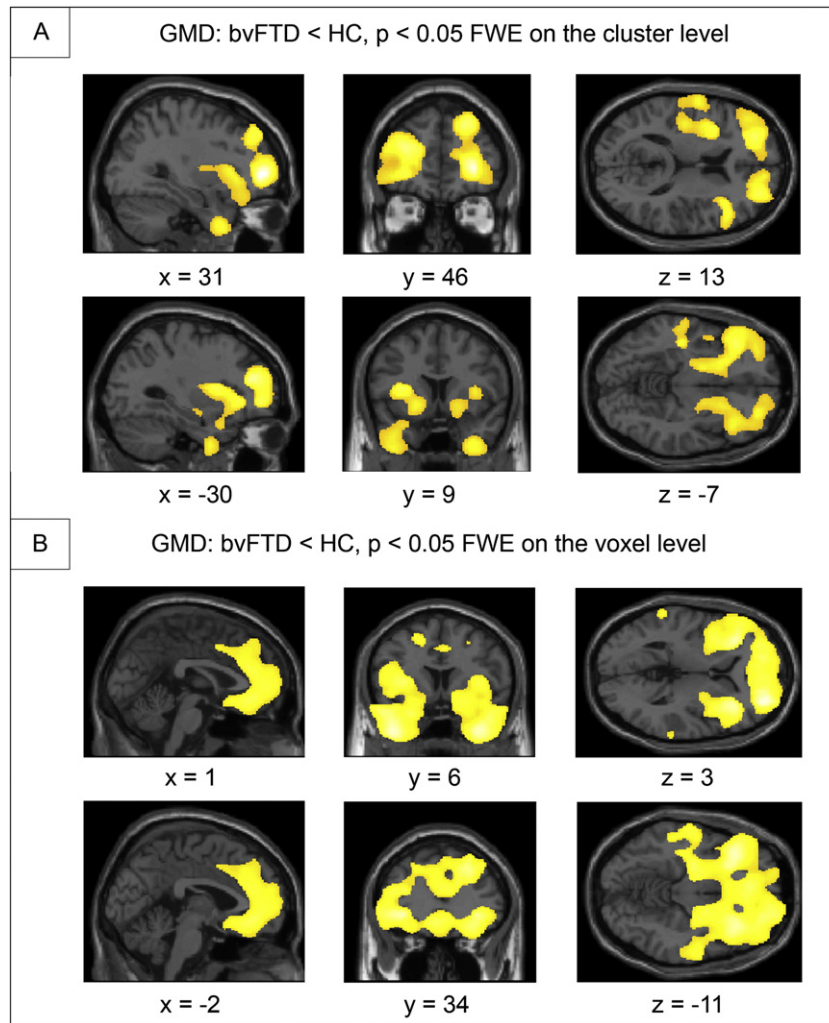 A
GMD: bvFTD < HC, p < 0.05 FWE on the cluster level
x = 31
y = 46
z = 13
x = -30
y = 9
z = -7
B
GMD: bvFTD < HC, p < 0.05 FWE on the voxel level
x = 1
y = 6
z = 3
x = -2
y = 34
z = -11